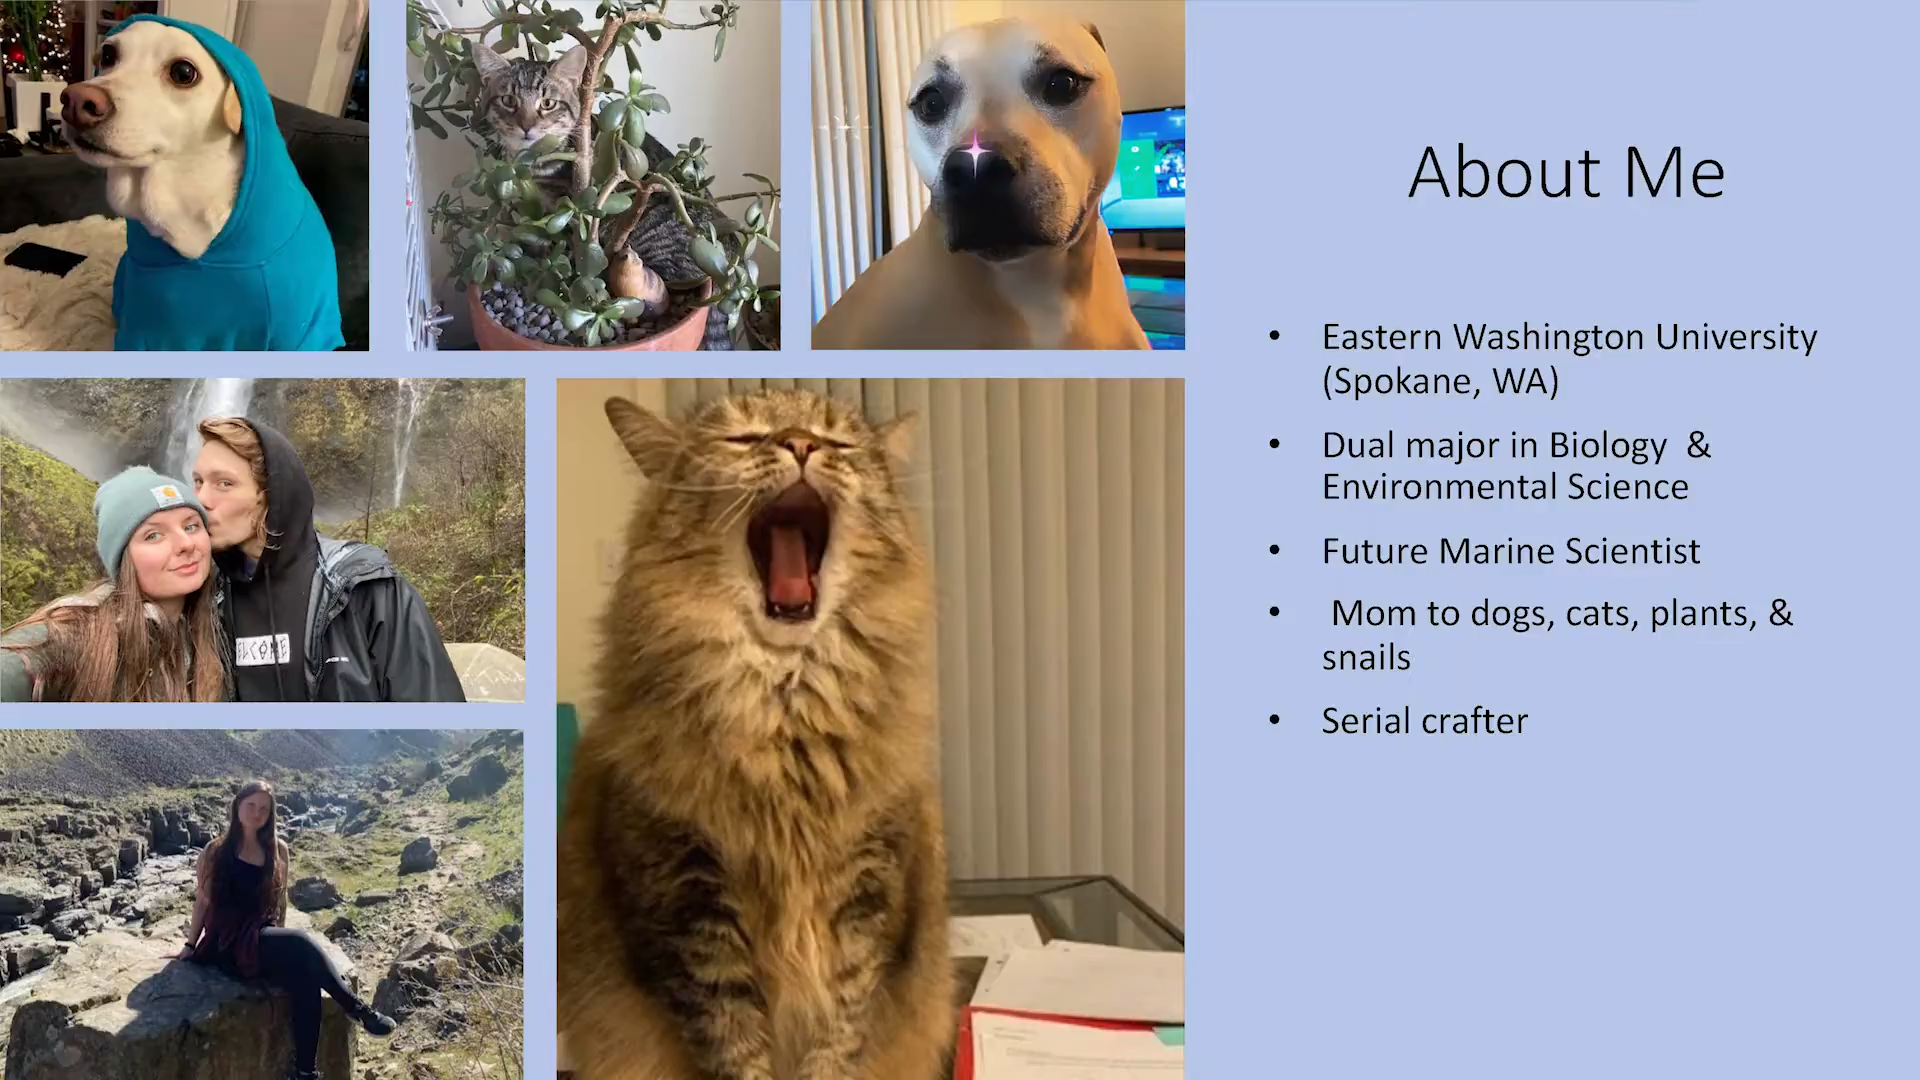 About Me
• Eastern Washington University
(Spokane, WA)
• Dual major in Biology &
Environmental Science
• Future Marine Scientist
• Mom to dogs, cats, plants, &
snails
• Serial crafter